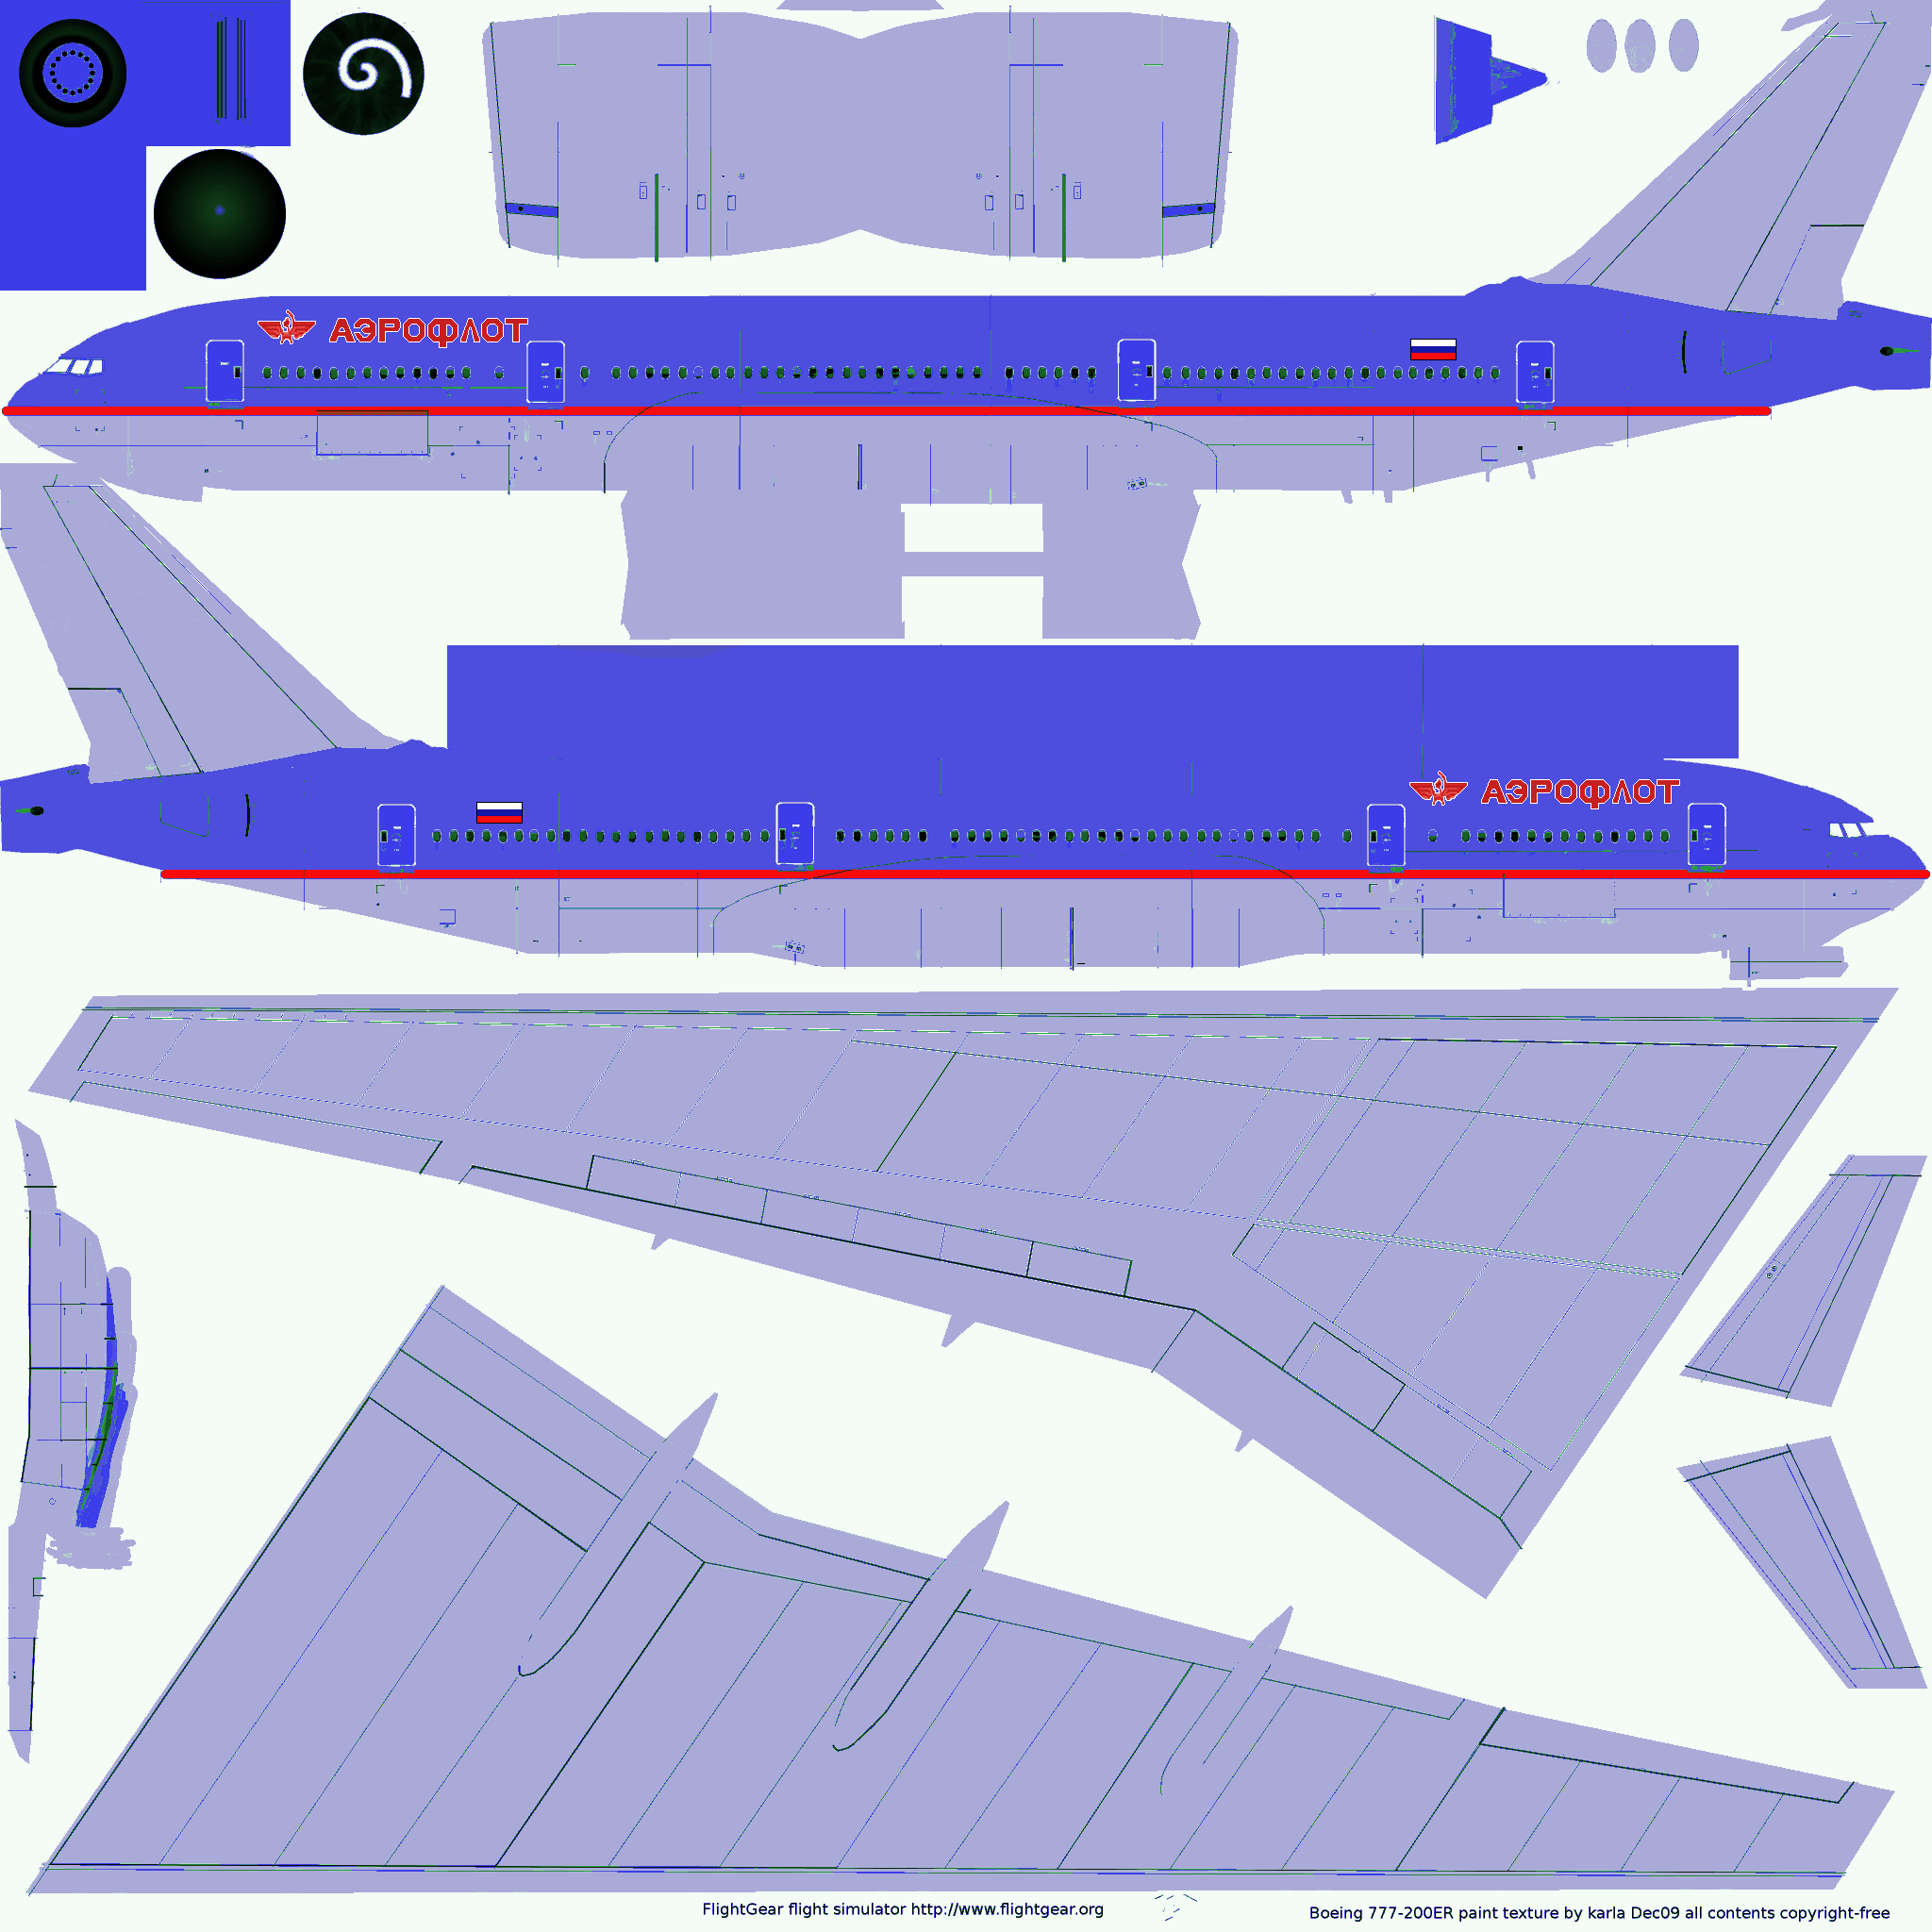 АЭРОФЛОТ
АЭРОФЛОТ
FlightGear flight simulator http://www.flightgear.org
Boeing 777-200ER paint texture by karla Dec09 all contents copyright-free